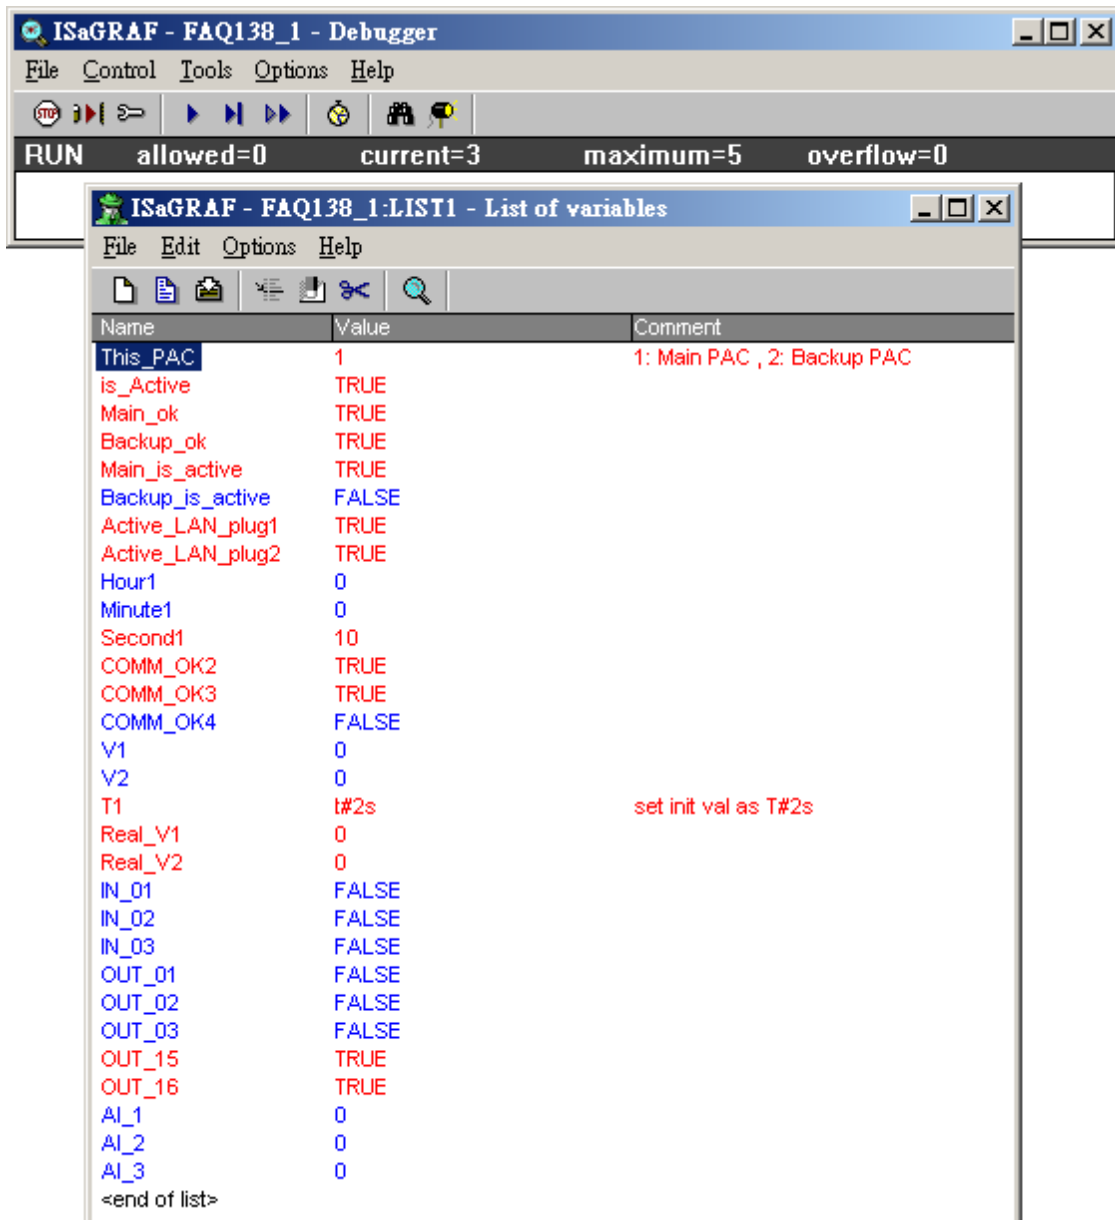 ISaGRAF - FAQ138_1 - Debugger
File Control Tools Options Help
STOP
RUN allowed=0 current=3 maximum=5 overflow=0
ISaGRAF - FAQ138_1:LIST1 - List of variables
File Edit Options Help
Name Value Comment
This_PAC 1 1: Main PAC , 2: Backup PAC
is_Active TRUE
Main_ok TRUE
Backup_ok TRUE
Main_is_active TRUE
Backup_is_active FALSE
Active_LAN_plug1 TRUE
Active_LAN_plug2 TRUE
Hour1 0
Minute1 0
Second1 10
COMM_OK2 TRUE
COMM_OK3 TRUE
COMM_OK4 FALSE
V1 0
V2 0
T1 t#2s set init val as T#2s
Real_V1 0
Real_V2 0
IN_01 FALSE
IN_02 FALSE
IN_03 FALSE
OUT_01 FALSE
OUT_02 FALSE
OUT_03 FALSE
OUT_15 TRUE
OUT_16 TRUE
AI_1 0
AI_2 0
AI_3 0
<end of list>